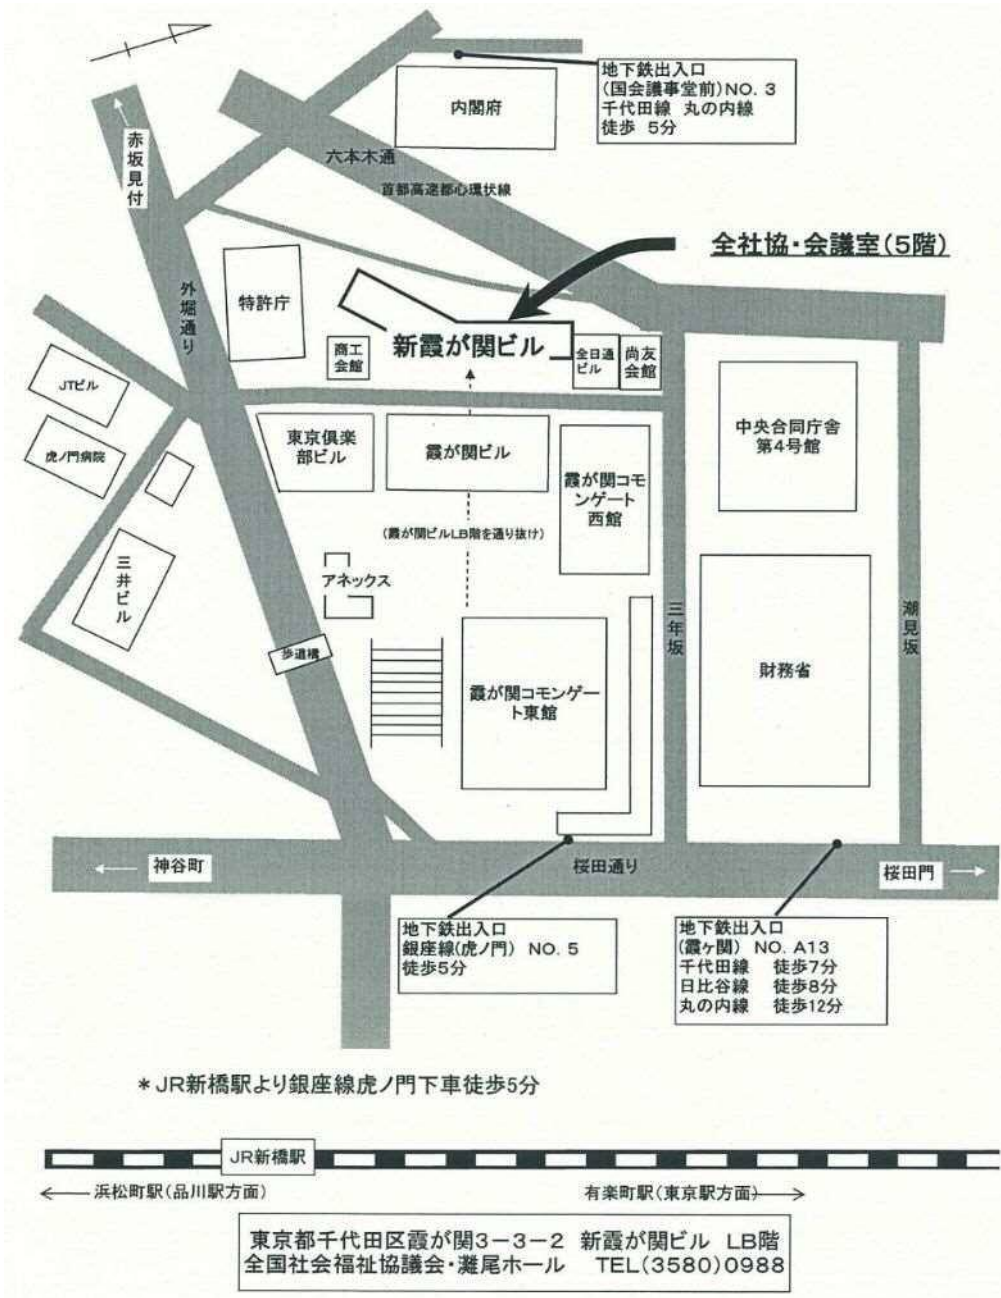 地下鉄出入口
(国会議事堂前)NO. 3
千代田線 丸の内線
徒歩 5分
内閣府
赤坂見付
六本木通
首都高速都心環状線
全社協・会議室(5階)
外堀通り
特許庁
商工
会館
新霞が関ビル
全日通
ビル
尚友
会館
JTビル
虎ノ門病院
東京倶楽
部ビル
霞が関ビル
霞が関コモ
ンゲート
西館
中央合同庁舎
第4号館
(霞が関ビルLB階を通り抜け)
三井ビル
アネックス
三年坂
潮見坂
歩道橋
霞が関コモンゲー
ト東館
財務省
神谷町
桜田通り
桜田門
地下鉄出入口
銀座線(虎ノ門) NO. 5
徒歩5分
地下鉄出入口
(霞ヶ関) NO. A13
千代田線 徒歩7分
日比谷線 徒歩8分
丸の内線 徒歩12分
*JR新橋駅より銀座線虎ノ門下車徒歩5分
JR新橋駅
浜松町駅(品川駅方面)
有楽町駅(東京駅方面)
東京都千代田区霞が関3-3-2 新霞が関ビル LB階
全国社会福祉協議会・灘尾ホール TEL(3580)0988